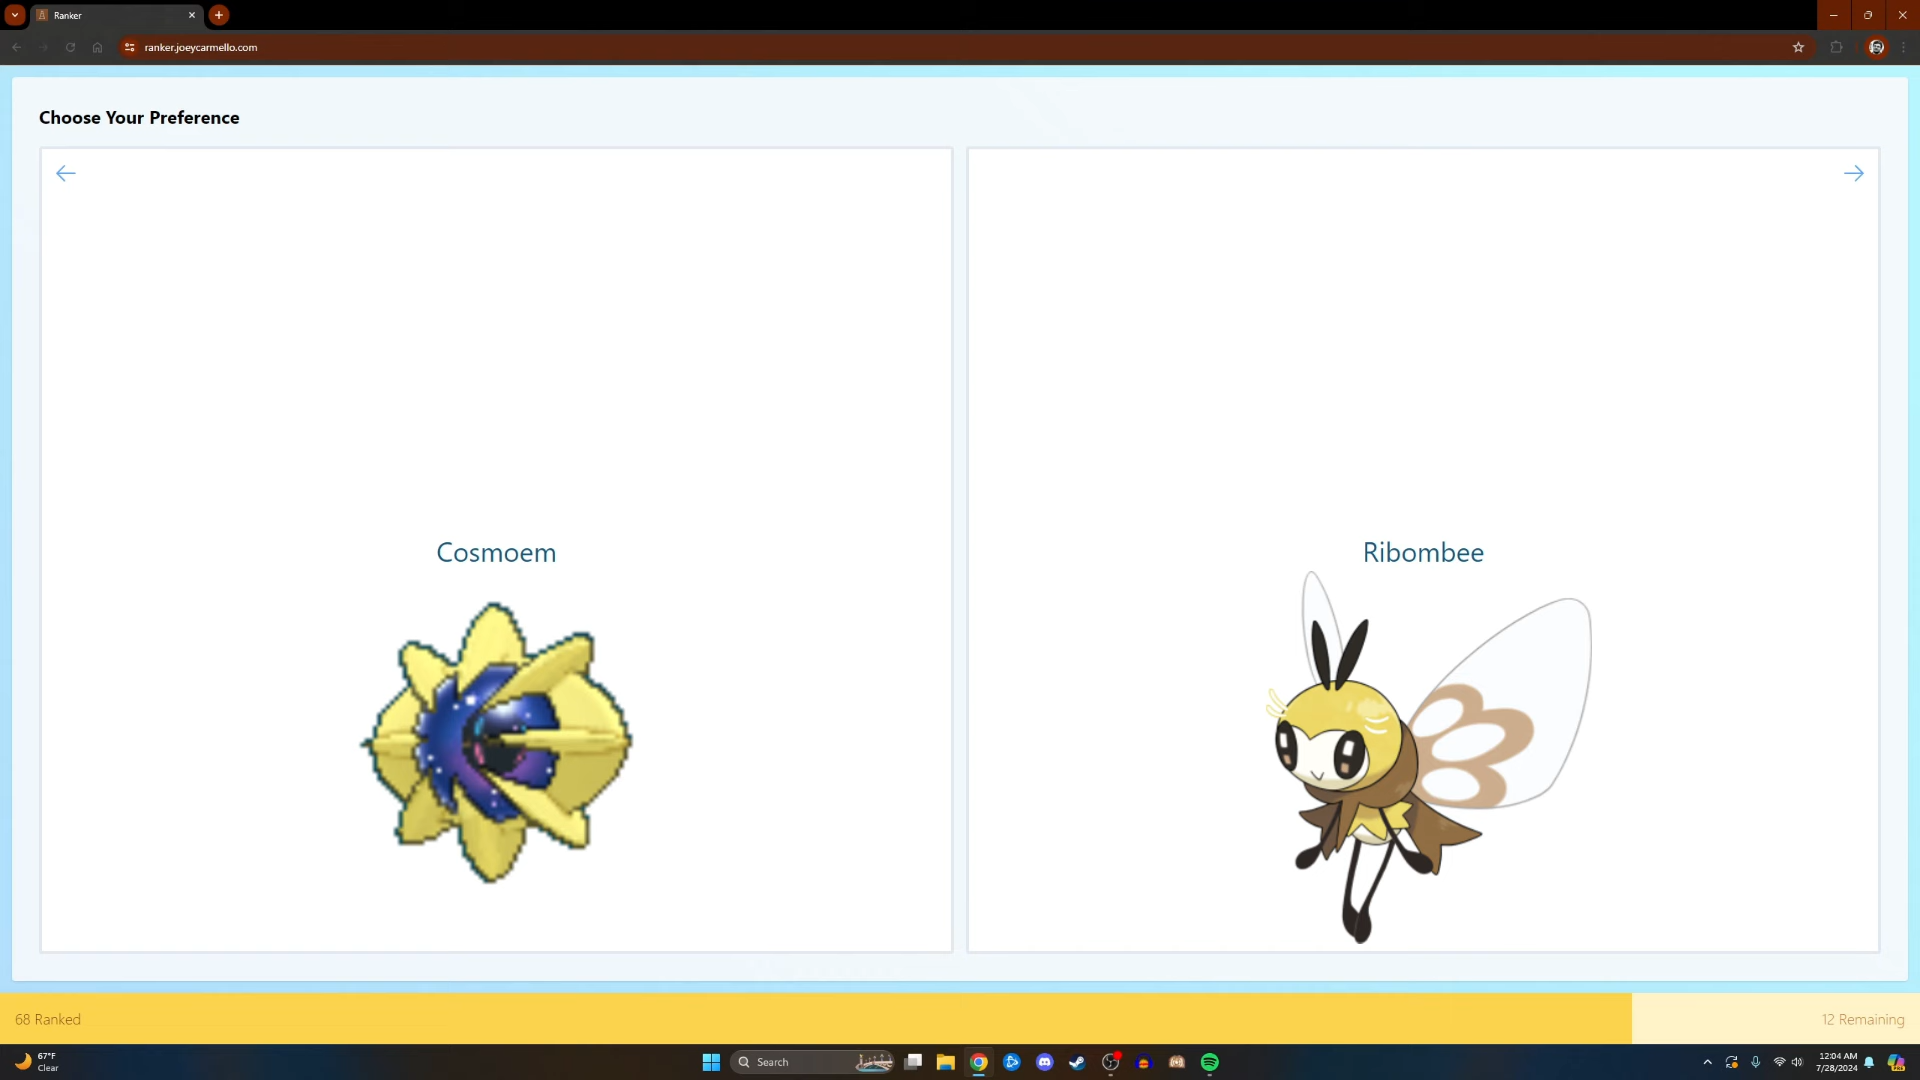 Ranker
ranker.joeycarmello.com
Choose Your Preference
Cosmoem
Ribombee
68 Ranked
12 Remaining
67°F
Clear
Search
12:04 AM
7/28/2024